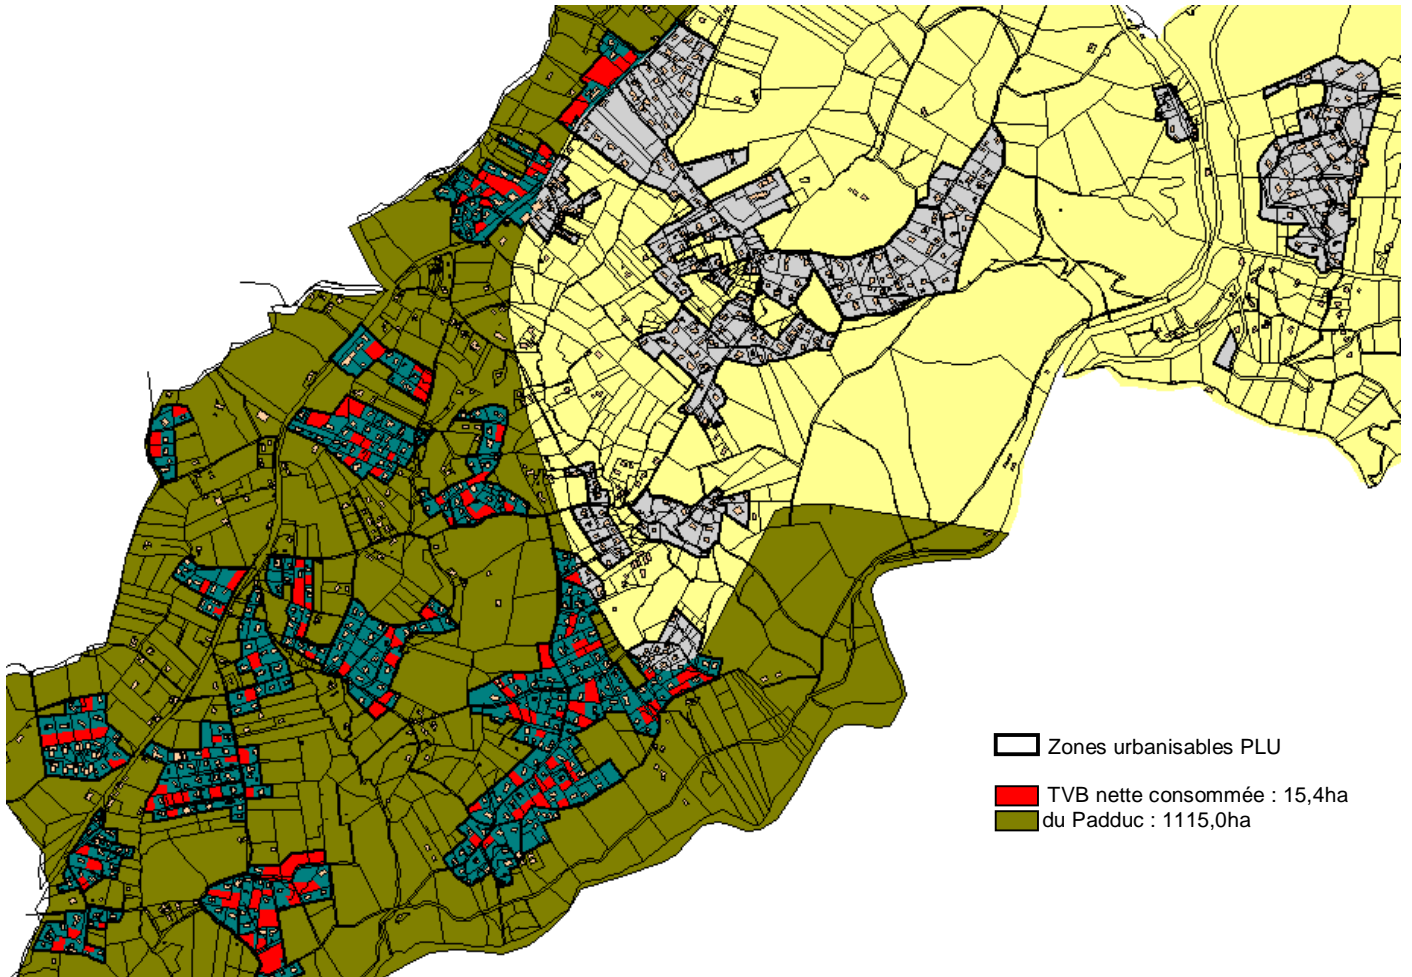 Zones urbanisables PLU
TVB nette consommée : 15,4ha
du Padduc : 1115,0ha